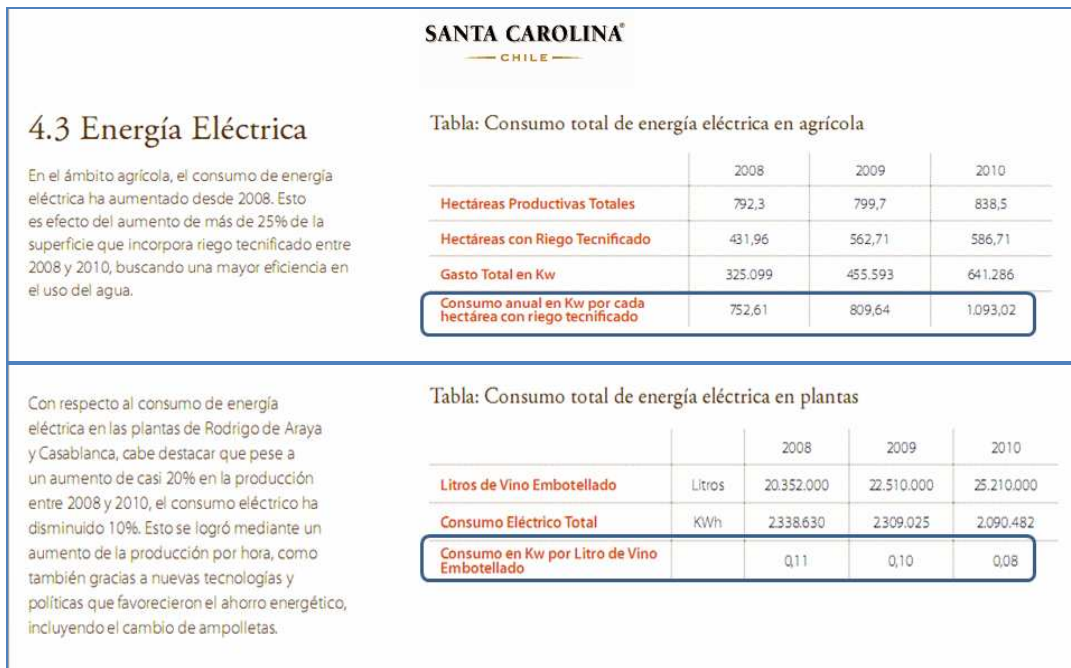 SANTA CAROLINA®
CHILE
4.3 Energía Eléctrica
En el ámbito agrícola, el consumo de energía
eléctrica ha aumentado desde 2008. Esto
es efecto del aumento de más de 25% de la
superficie que incorpora riego tecnificado entre
2008 y 2010, buscando una mayor eficiencia en
el uso del agua.
Tabla: Consumo total de energía eléctrica en agrícola
2008 2009 2010
Hectáreas Productivas Totales 792,3 799,7 838,5
Hectáreas con Riego Tecnificado 431,96 562,71 586,71
Gasto Total en Kw 325.099 455.593 641.286
Consumo anual en Kw por cada
hectárea con riego tecnificado 752,61 809,64 1.093,02
Con respecto al consumo de energía
eléctrica en las plantas de Rodrigo de Araya
y Casablanca, cabe destacar que pese a
un aumento de casi 20% en la producción
entre 2008 y 2010, el consumo eléctrico ha
disminuido 10%. Esto se logró mediante un
aumento de la producción por hora, como
también gracias a nuevas tecnologías y
políticas que favorecieron el ahorro energético,
incluyendo el cambio de ampolletas.
Tabla: Consumo total de energía eléctrica en plantas
2008 2009 2010
Litros de Vino Embotellado Litros 20.352.000 22.510.000 25.210.000
Consumo Eléctrico Total KWh 2.338.630 2.309.025 2.090.482
Consumo en Kw por Litro de Vino
Embotellado 0,11 0,10 0,08